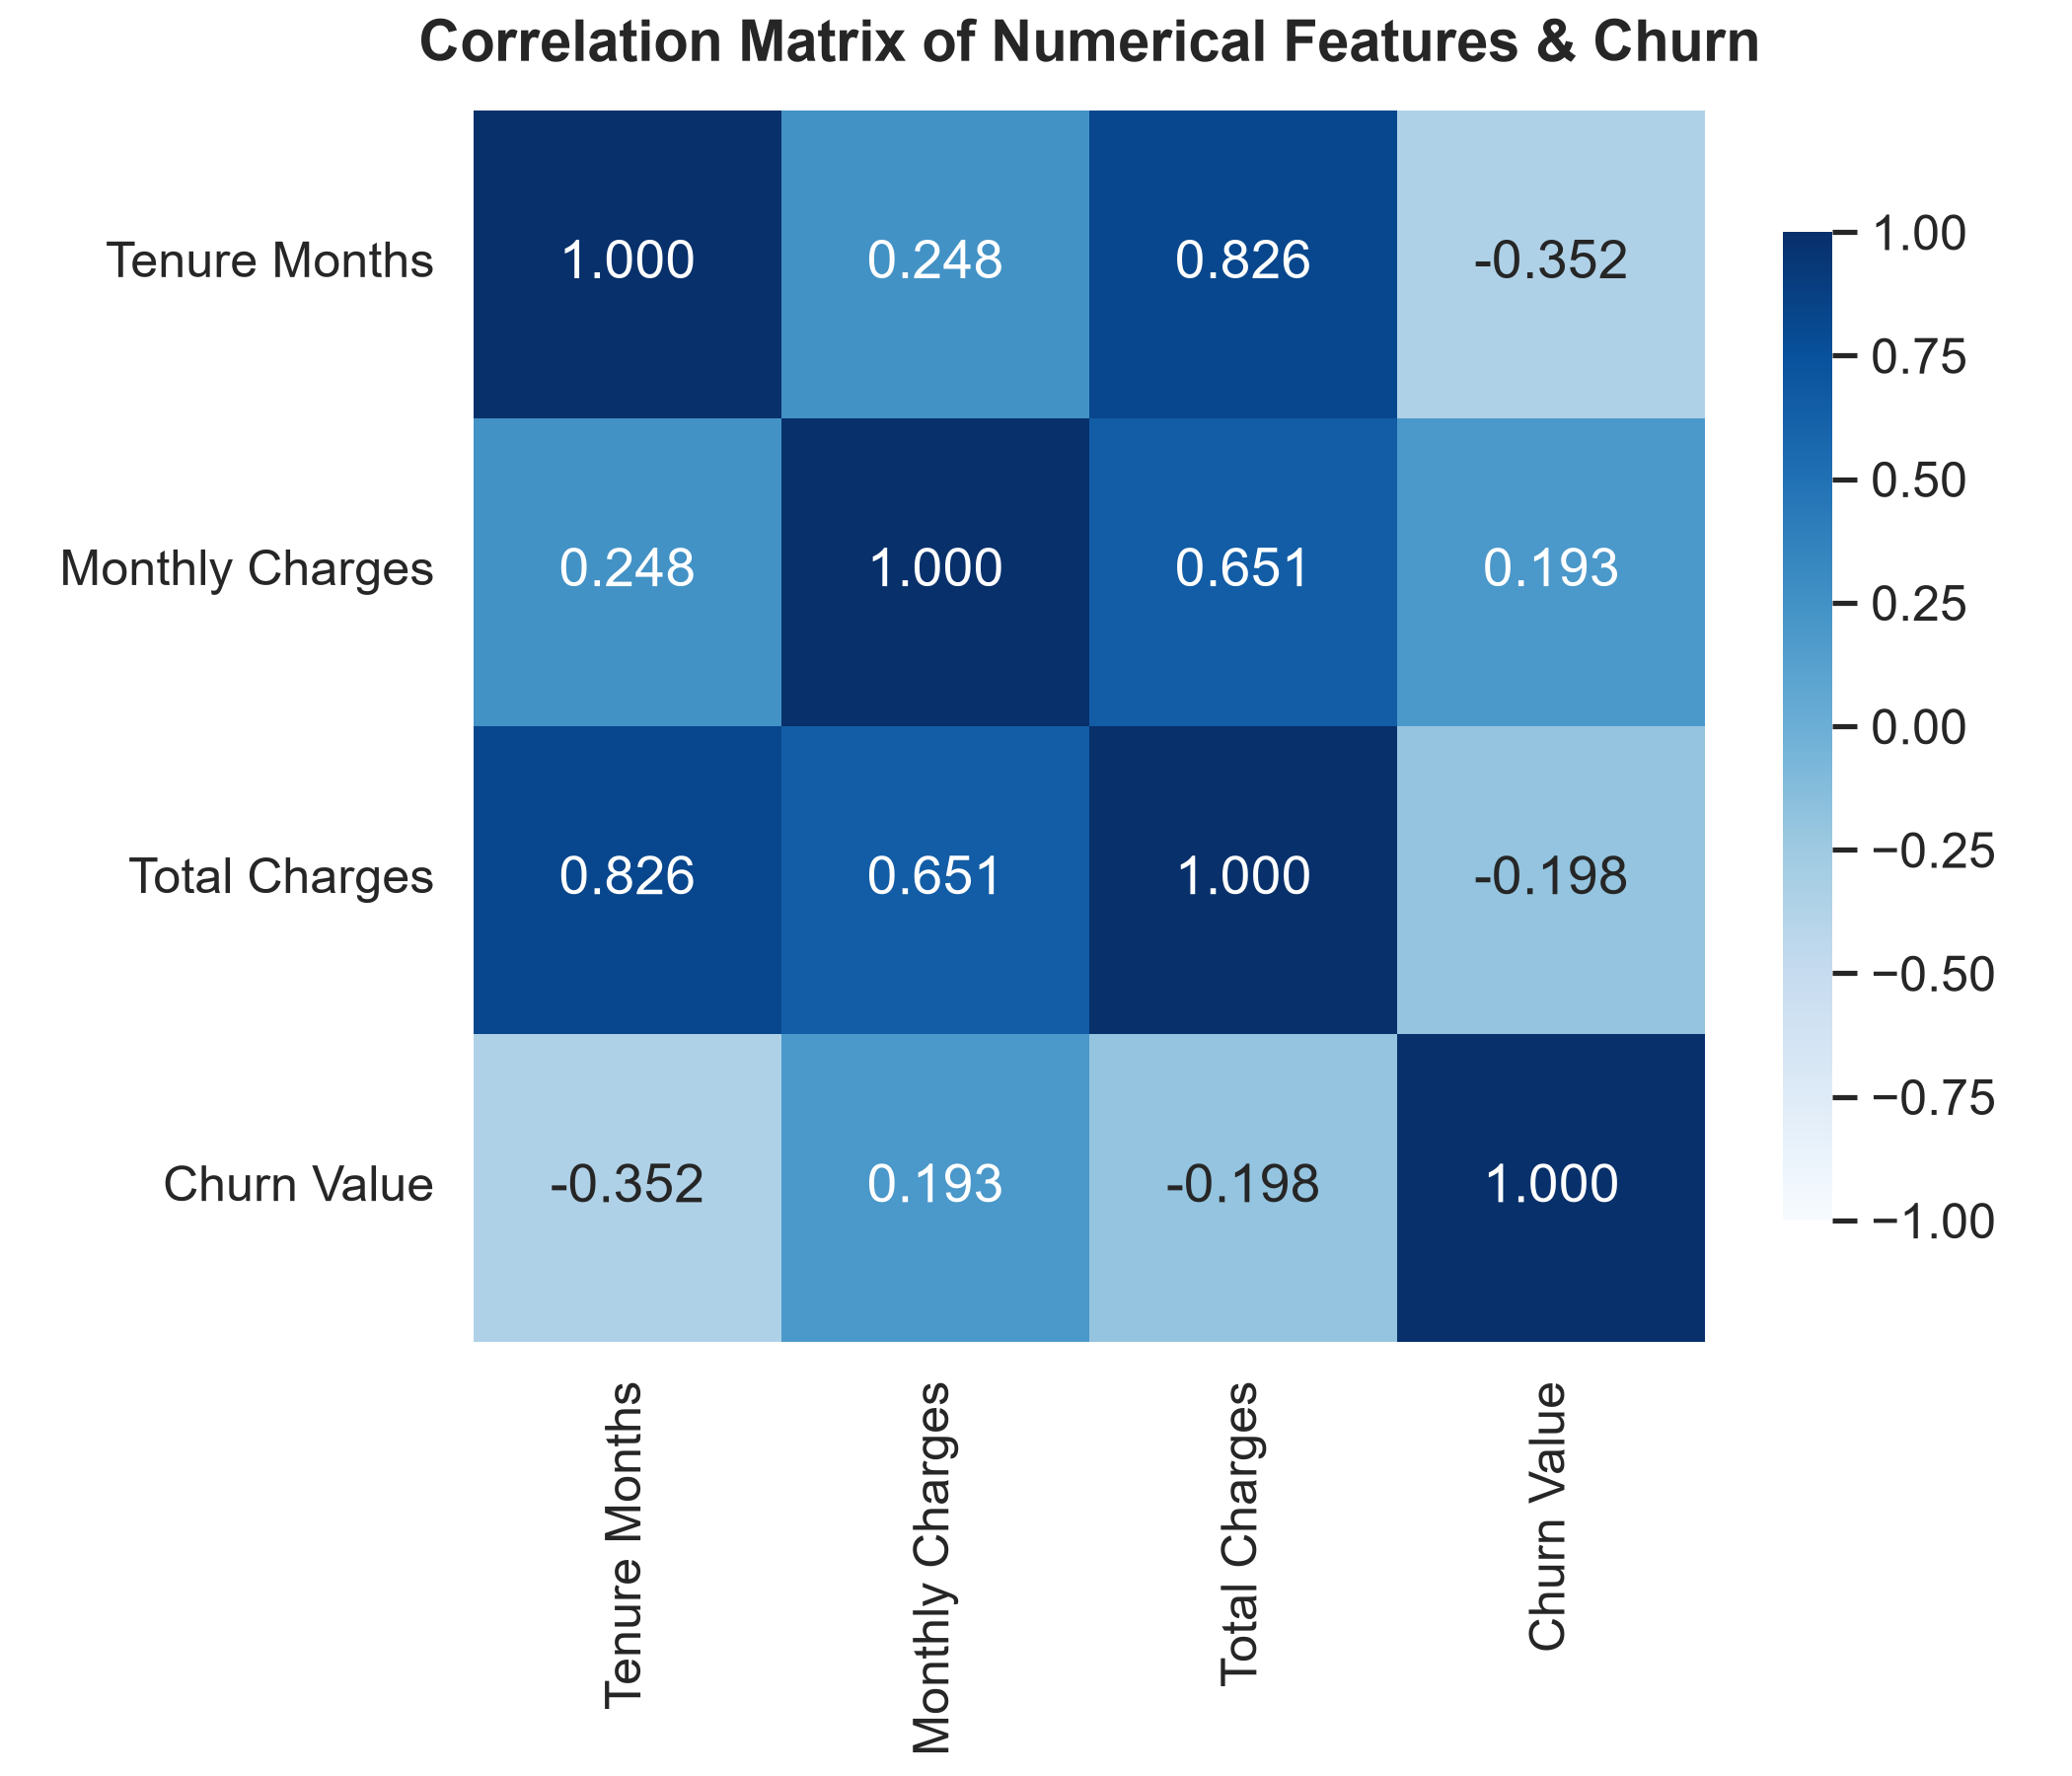 Correlation Matrix of Numerical Features & Churn
Tenure Months 1.000 0.248 0.826 -0.352
Monthly Charges 0.248 1.000 0.651 0.193
Total Charges 0.826 0.651 1.000 -0.198
Churn Value -0.352 0.193 -0.198 1.000
Tenure Months
Monthly Charges
Total Charges
Churn Value
1.00
0.75
0.50
0.25
0.00
−0.25
−0.50
−0.75
−1.00